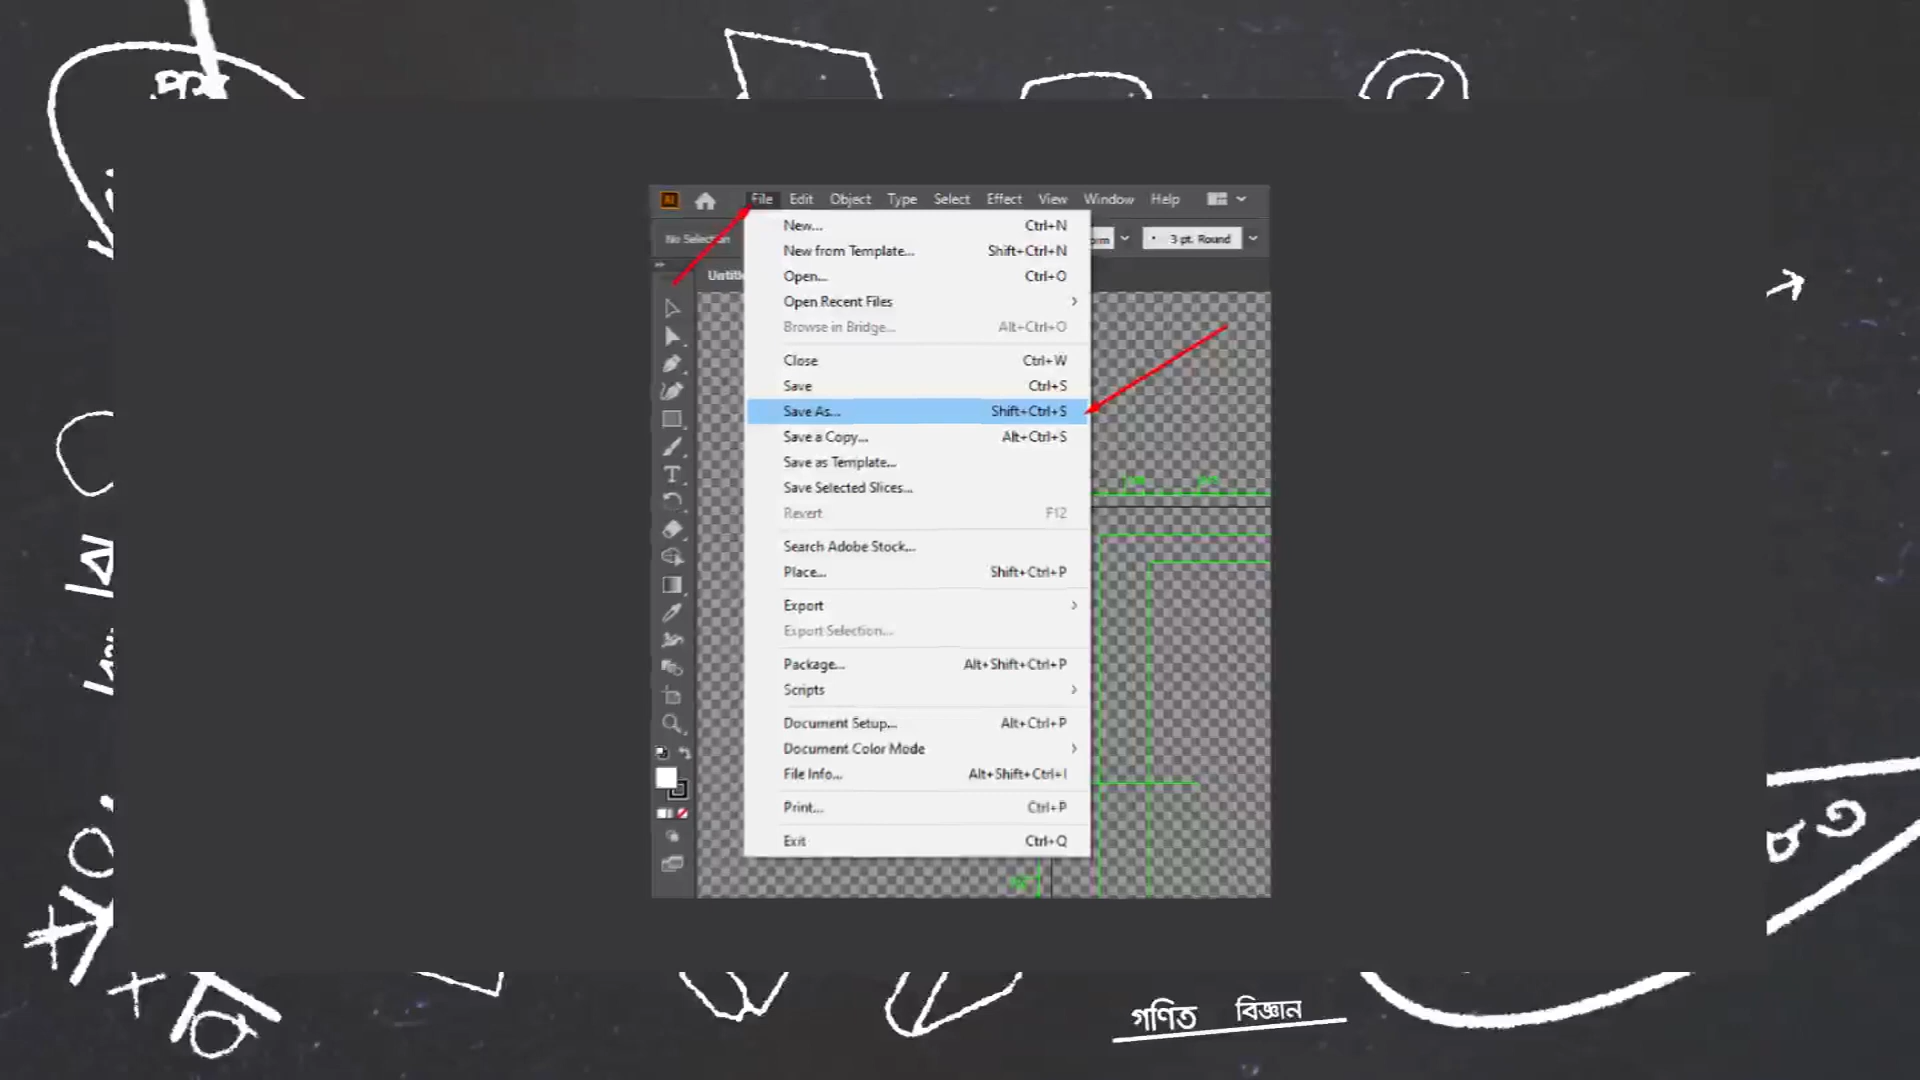 Ai File Edit Object Type Select Effect View Window Help
No Selection 3 pt. Round
New... Ctrl+N
New from Template... Shift+Ctrl+N
Open... Ctrl+O
Open Recent Files
Browse in Bridge... Alt+Ctrl+O
Close Ctrl+W
Save Ctrl+S
Save As... Shift+Ctrl+S
Save a Copy... Alt+Ctrl+S
Save as Template...
Save Selected Slices...
Revert F12
Search Adobe Stock...
Place... Shift+Ctrl+P
Export
Export Selection...
Package... Alt+Shift+Ctrl+P
Scripts
Document Setup... Alt+Ctrl+P
Document Color Mode
File Info... Alt+Shift+Ctrl+I
Print... Ctrl+P
Exit Ctrl+Q
গণিত বিজ্ঞান